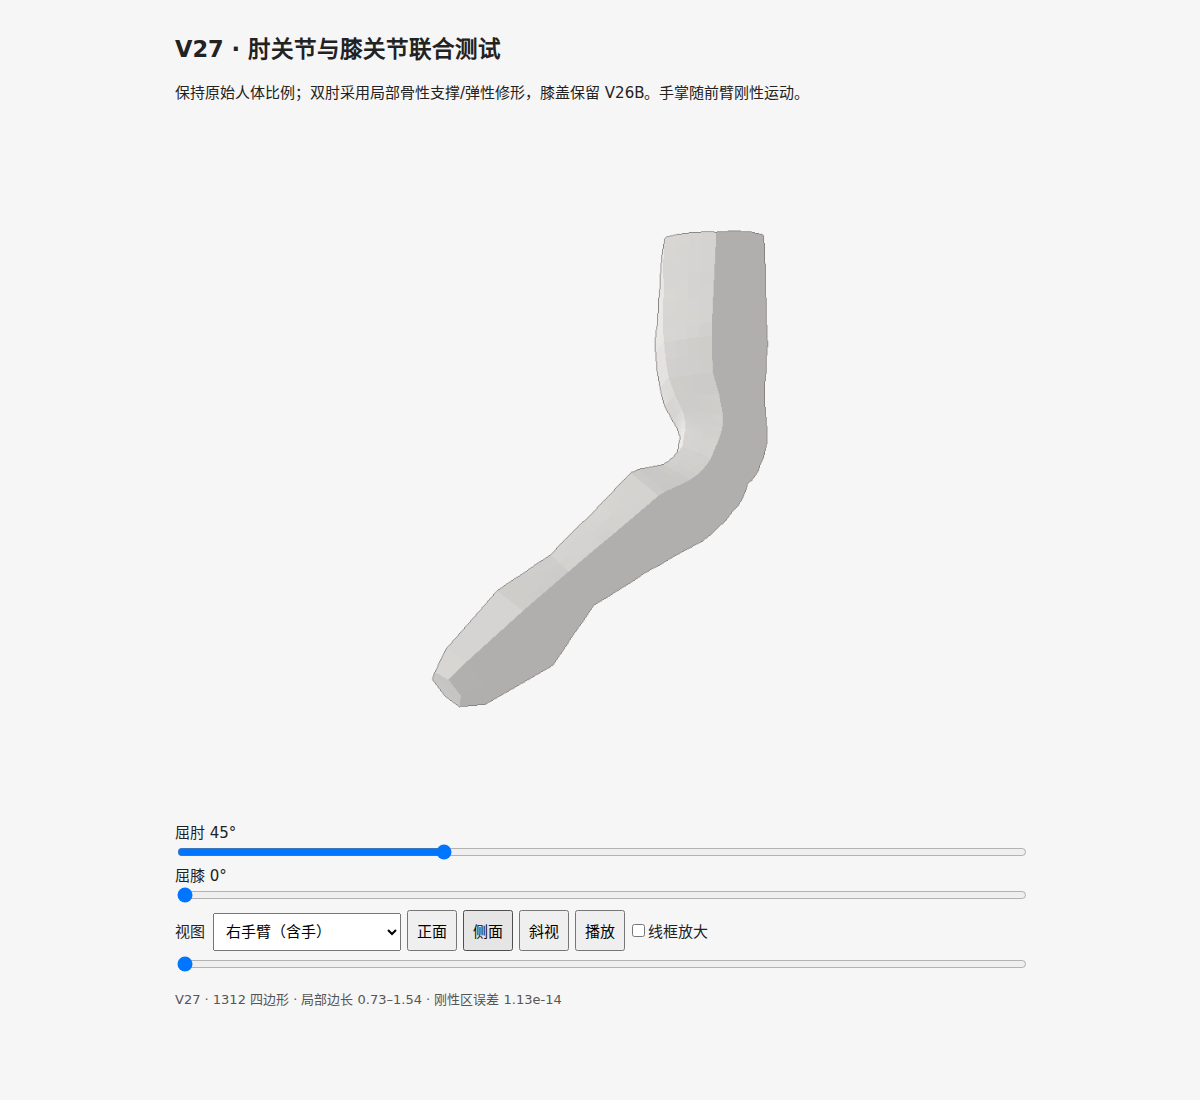 V27 · 肘关节与膝关节联合测试
保持原始人体比例；双肘采用局部骨性支撑/弹性修形，膝盖保留 V26B。手掌随前臂刚性运动。
屈肘 45°
屈膝 0°
视图 右手臂（含手） 正面 侧面 斜视 播放 线框放大
V27 · 1312 四边形 · 局部边长 0.73–1.54 · 刚性区误差 1.13e-14